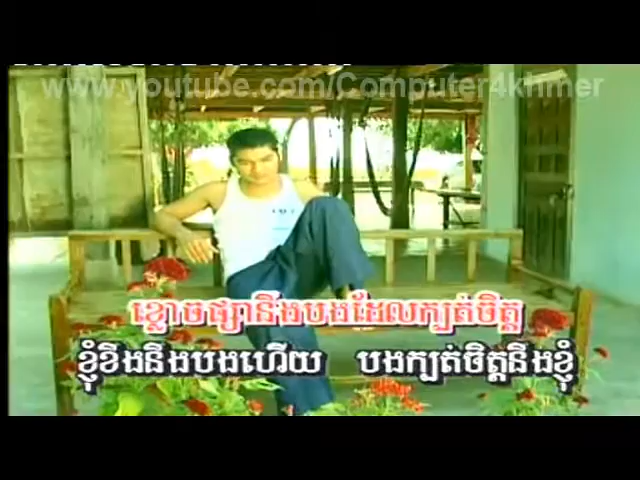 www.youtube.com/Computer4khmer
ខ្លោចផ្សានឹងបងដែលក្បត់ចិត្ត
ញុំខឹងនឹងបងហើយ បងក្បត់ចិត្តនឹងខ្ញុំ